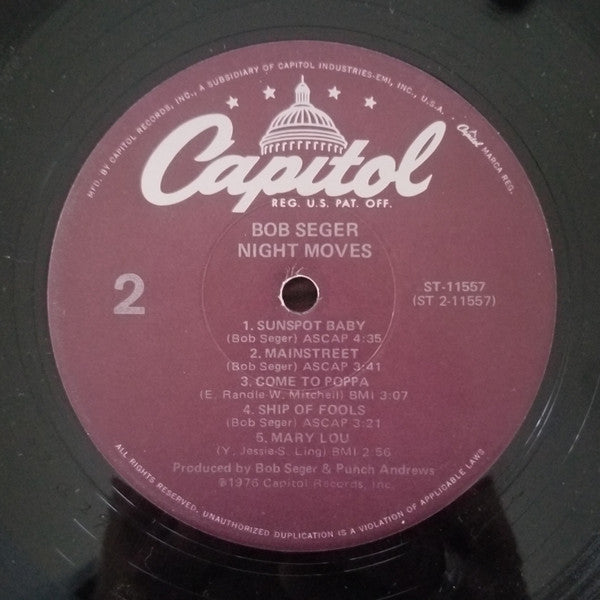 MFD. BY CAPITOL RECORDS, INC., A SUBSIDIARY OF CAPITOL INDUSTRIES-EMI, INC., U.S.A. . Capitol MARCA REG.
Capitol
REG. U.S. PAT. OFF.
BOB SEGER
NIGHT MOVES
2
ST-11557
(ST 2-11557)
1. SUNSPOT BABY
(Bob Seger) ASCAP 4:35
2. MAINSTREET
(Bob Seger) ASCAP 3:41
3. COME TO POPPA
(E. Randle-W. Mitchell) BMI 3:07
4. SHIP OF FOOLS
(Bob Seger) ASCAP 3:21
5. MARY LOU
(Y. Jessie-S. Ling) BMI 2:56
Produced by Bob Seger & Punch Andrews
℗1976 Capitol Records, Inc.
ALL RIGHTS RESERVED. UNAUTHORIZED DUPLICATION IS A VIOLATION OF APPLICABLE LAWS